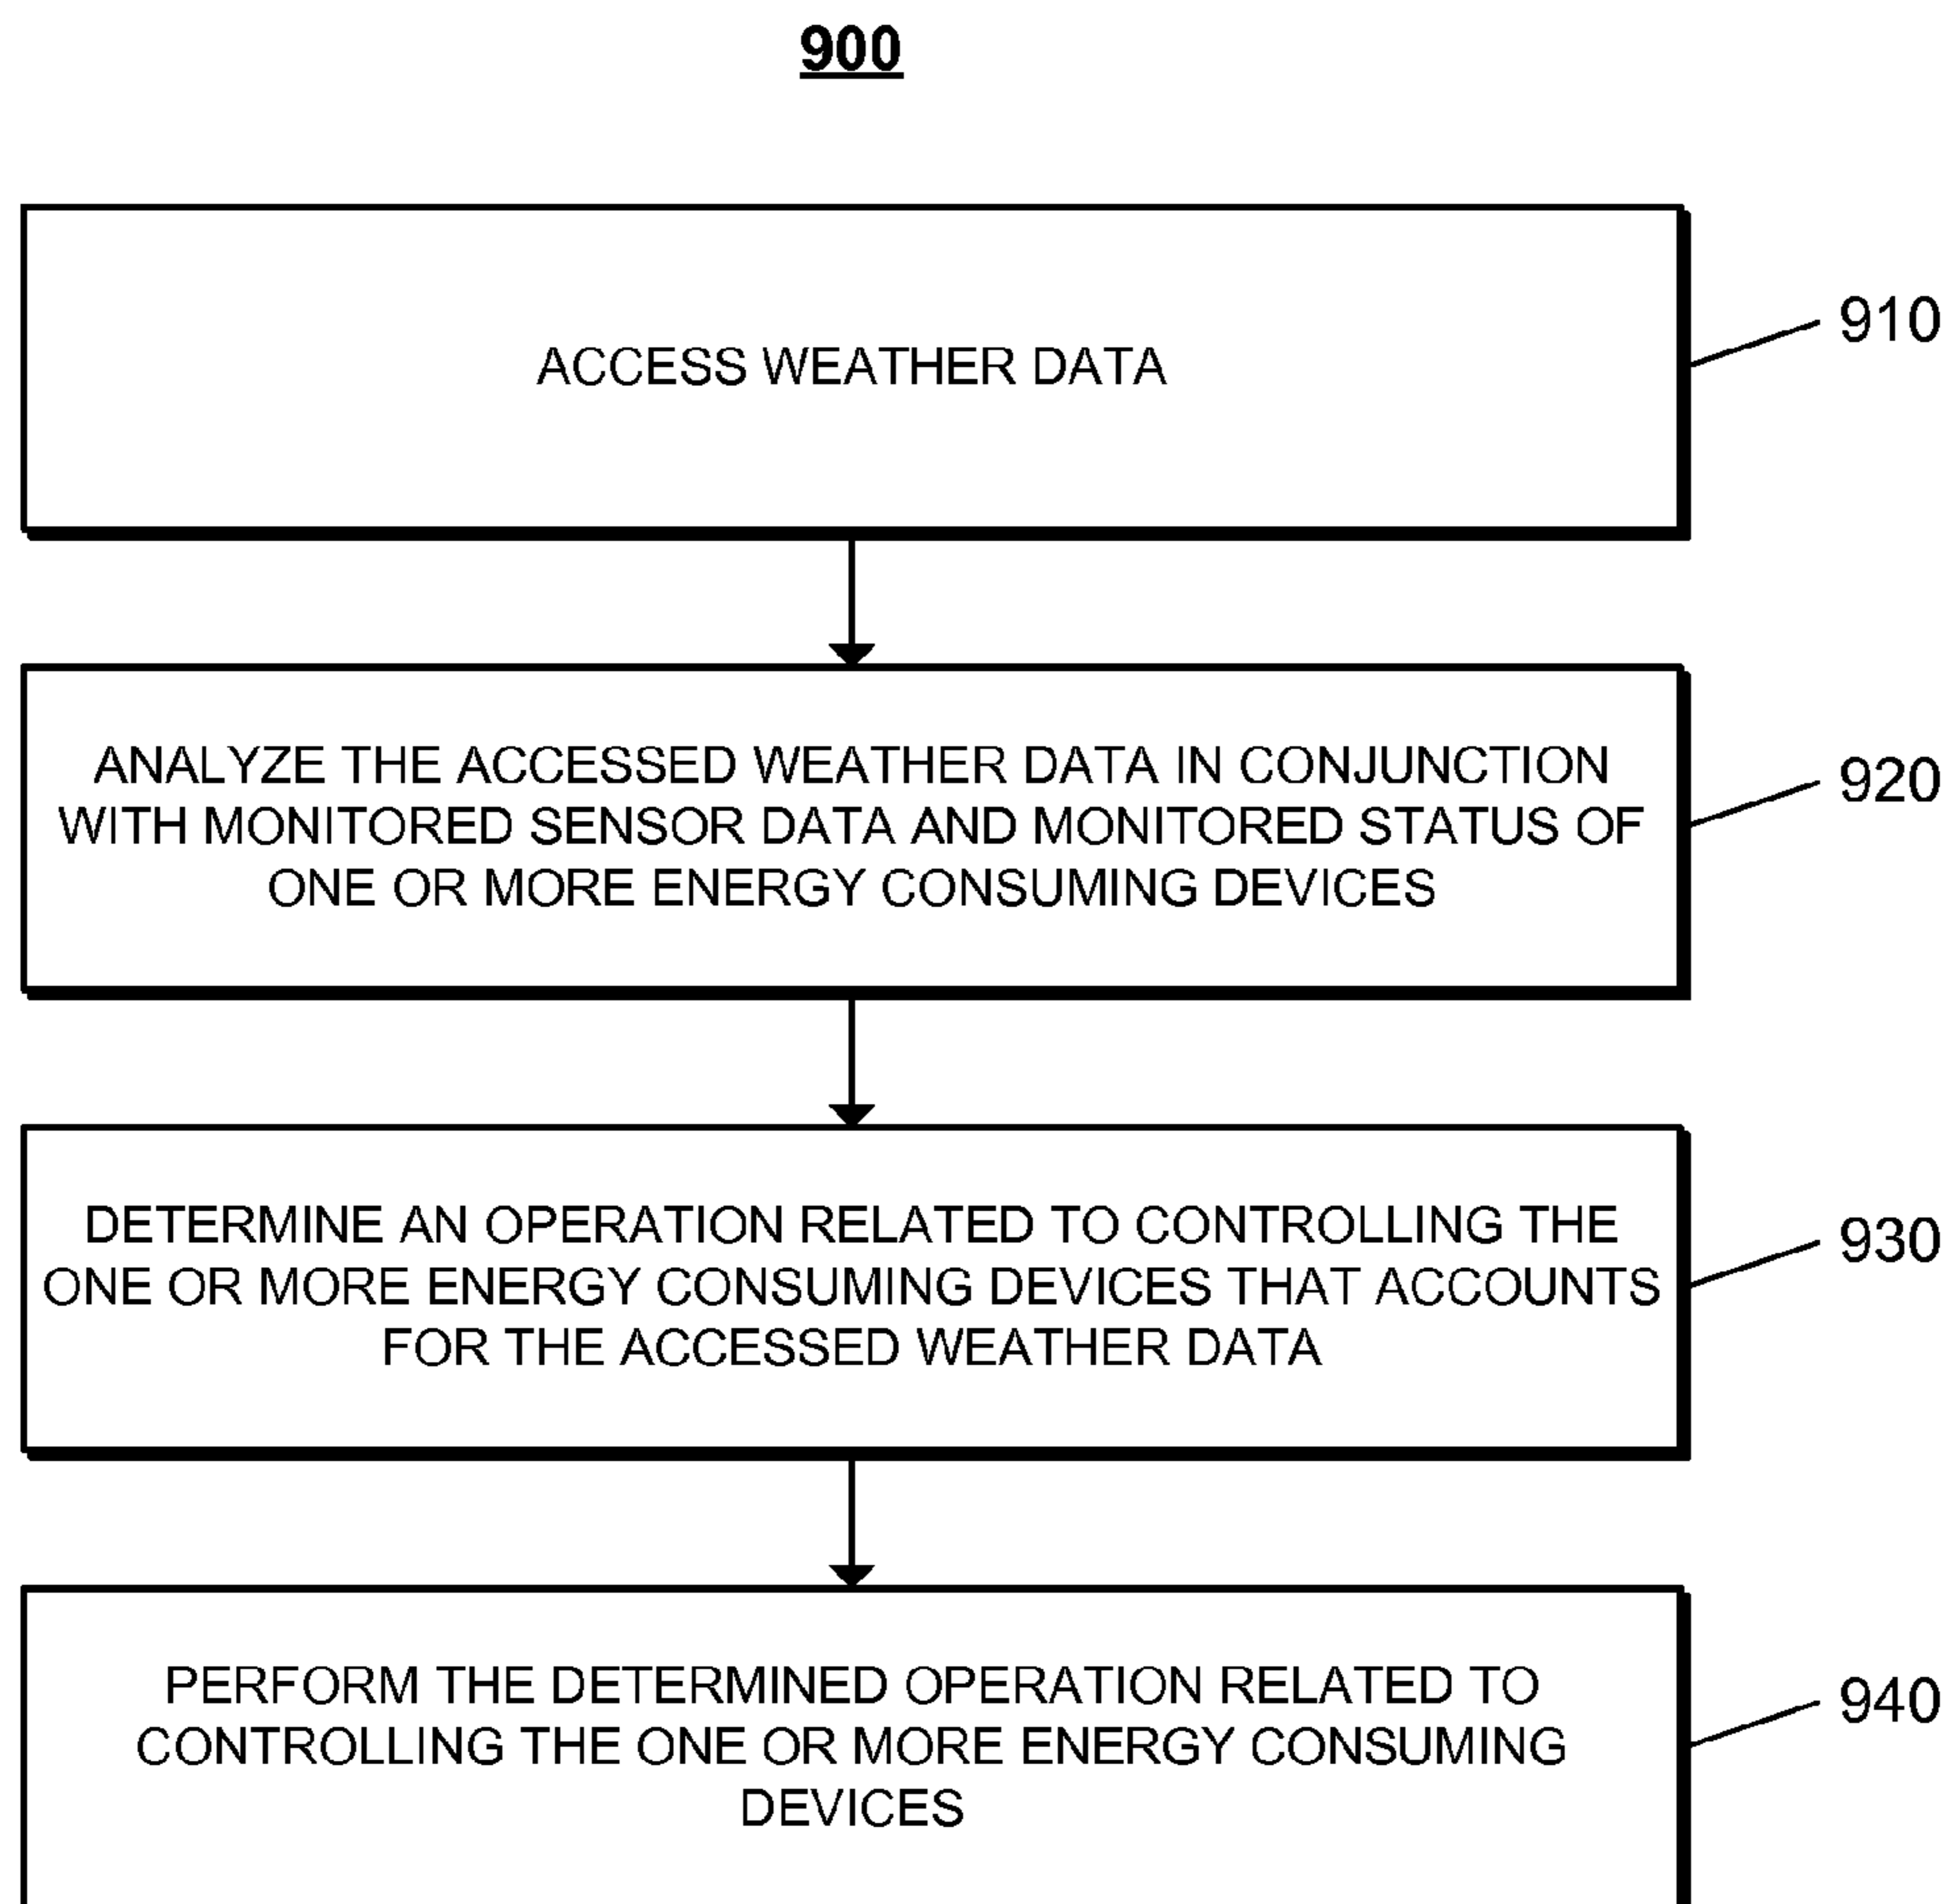 900
ACCESS WEATHER DATA
910
ANALYZE THE ACCESSED WEATHER DATA IN CONJUNCTION
WITH MONITORED SENSOR DATA AND MONITORED STATUS OF
ONE OR MORE ENERGY CONSUMING DEVICES
920
DETERMINE AN OPERATION RELATED TO CONTROLLING THE
ONE OR MORE ENERGY CONSUMING DEVICES THAT ACCOUNTS
FOR THE ACCESSED WEATHER DATA
930
PERFORM THE DETERMINED OPERATION RELATED TO
CONTROLLING THE ONE OR MORE ENERGY CONSUMING
DEVICES
940